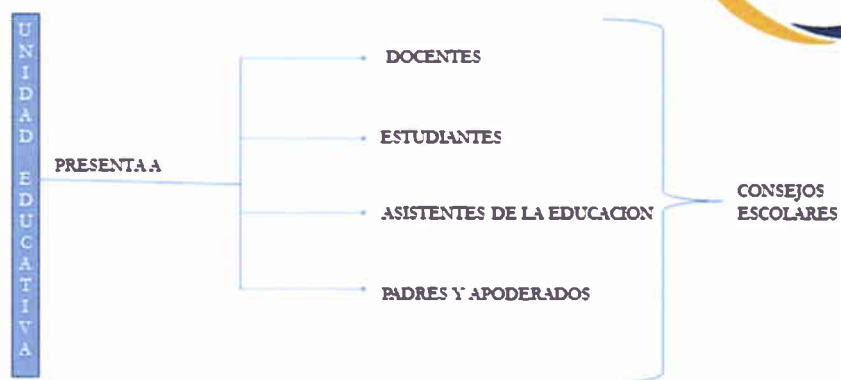 UNIDAD EDUCATIVA
PRESENTA A
DOCENTES
ESTUDIANTES
ASISTENTES DE LA EDUCACION
PADRES Y APODERADOS
CONSEJOS
ESCOLARES